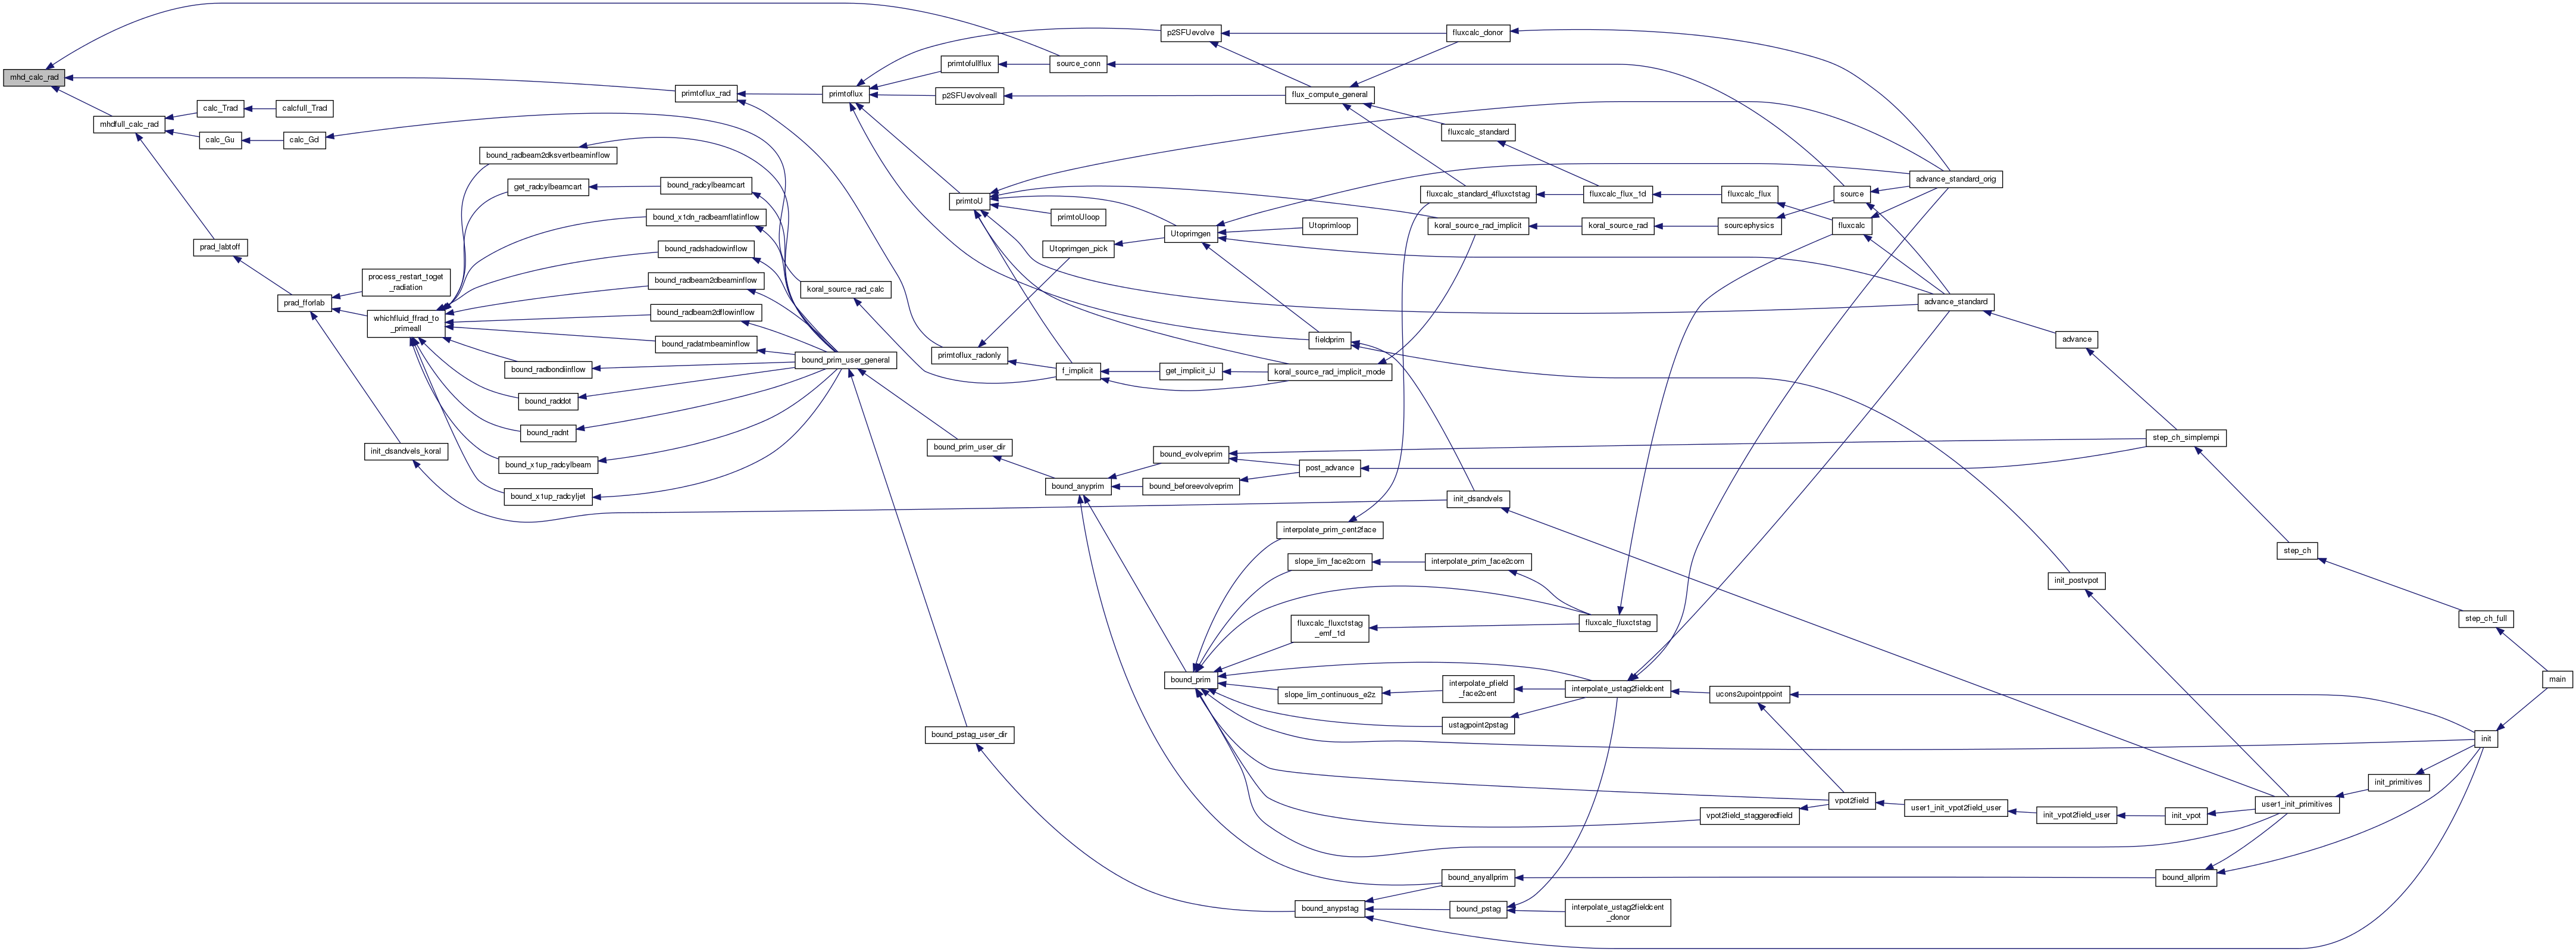 mhd_calc_rad
mhdfull_calc_rad
calc_Trad
calcfull_Trad
calc_Gu
calc_Gd
prad_labtoff
prad_fforlab
process_restart_toget
_radiation
whichfluid_ffrad_to
_primeall
init_dsandvels_koral
bound_radbeam2dksvertbeaminflow
get_radcylbeamcart
bound_radcylbeamcart
bound_x1dn_radbeamflatinflow
bound_radshadowinflow
bound_radbeam2dbeaminflow
bound_radbeam2dflowinflow
bound_radatmbeaminflow
bound_radbondiinflow
bound_raddot
bound_radnt
bound_x1up_radcylbeam
bound_x1up_radcyljet
primtoflux_rad
primtoflux
koral_source_rad_calc
bound_prim_user_general
primtofullflux
p2SFUevolveall
source_conn
primtoU
primtoUloop
Utoprimgen_pick
primtoflux_radonly
f_implicit
bound_prim_user_dir
bound_anyprim
bound_pstag_user_dir
p2SFUevolve
Utoprimgen
get_implicit_iJ
bound_evolveprim
bound_beforeevolveprim
bound_prim
flux_compute_general
Utoprimloop
fieldprim
koral_source_rad_implicit_mode
post_advance
interpolate_prim_cent2face
slope_lim_face2corn
fluxcalc_fluxctstag
_emf_1d
slope_lim_continuous_e2z
bound_anypstag
fluxcalc_donor
fluxcalc_standard
fluxcalc_standard_4fluxctstag
koral_source_rad_implicit
init_dsandvels
interpolate_prim_face2corn
interpolate_pfield
_face2cent
ustagpoint2pstag
bound_anyallprim
bound_pstag
fluxcalc_flux_1d
koral_source_rad
fluxcalc_fluxctstag
interpolate_ustag2fieldcent
interpolate_ustag2fieldcent
_donor
fluxcalc_flux
sourcephysics
ucons2upointppoint
vpot2field_staggeredfield
source
fluxcalc
vpot2field
advance_standard_orig
advance_standard
user1_init_vpot2field_user
advance
init_postvpot
init_vpot2field_user
step_ch_simplempi
init_vpot
bound_allprim
step_ch
user1_init_primitives
init_primitives
step_ch_full
init
main